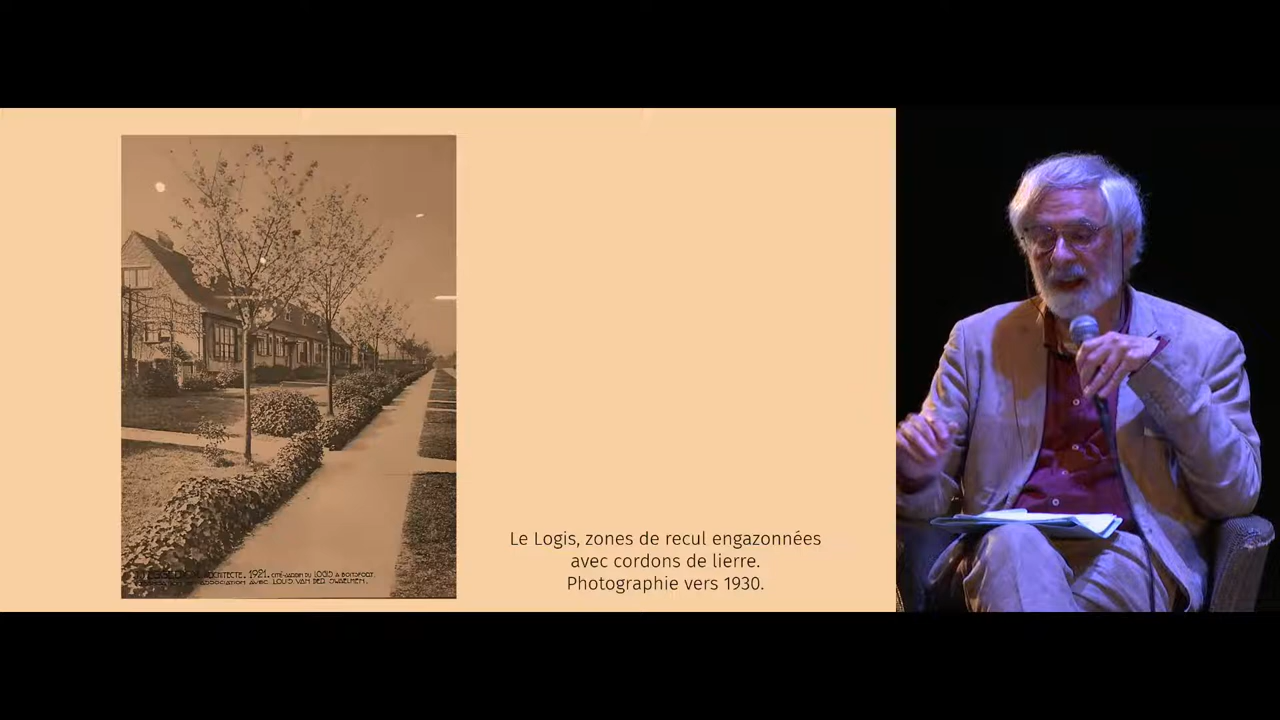 ARCHITECTE. 1921. CITÉ-JARDIN DU LOGIS A BOITSFORT.
ASSOCIATION AVEC LOUIS VAN DER SWAELMEN.
Le Logis, zones de recul engazonnées
avec cordons de lierre.
Photographie vers 1930.